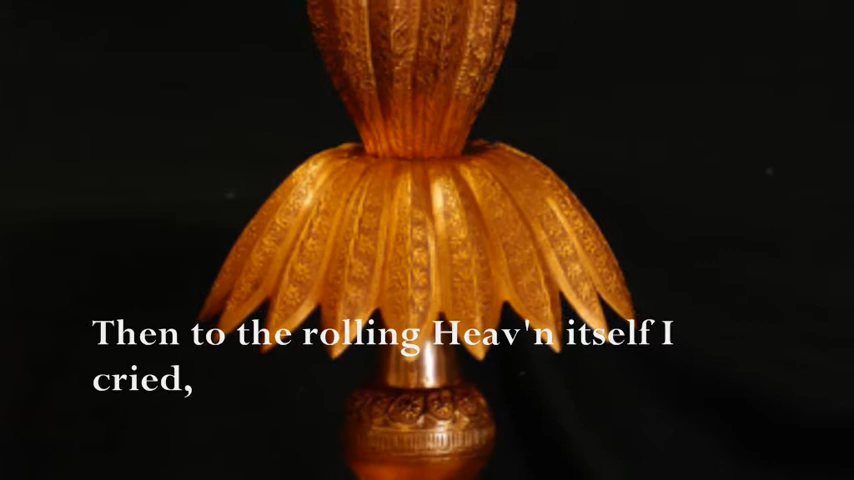 Then to the rolling Heav'n itself I
cried,